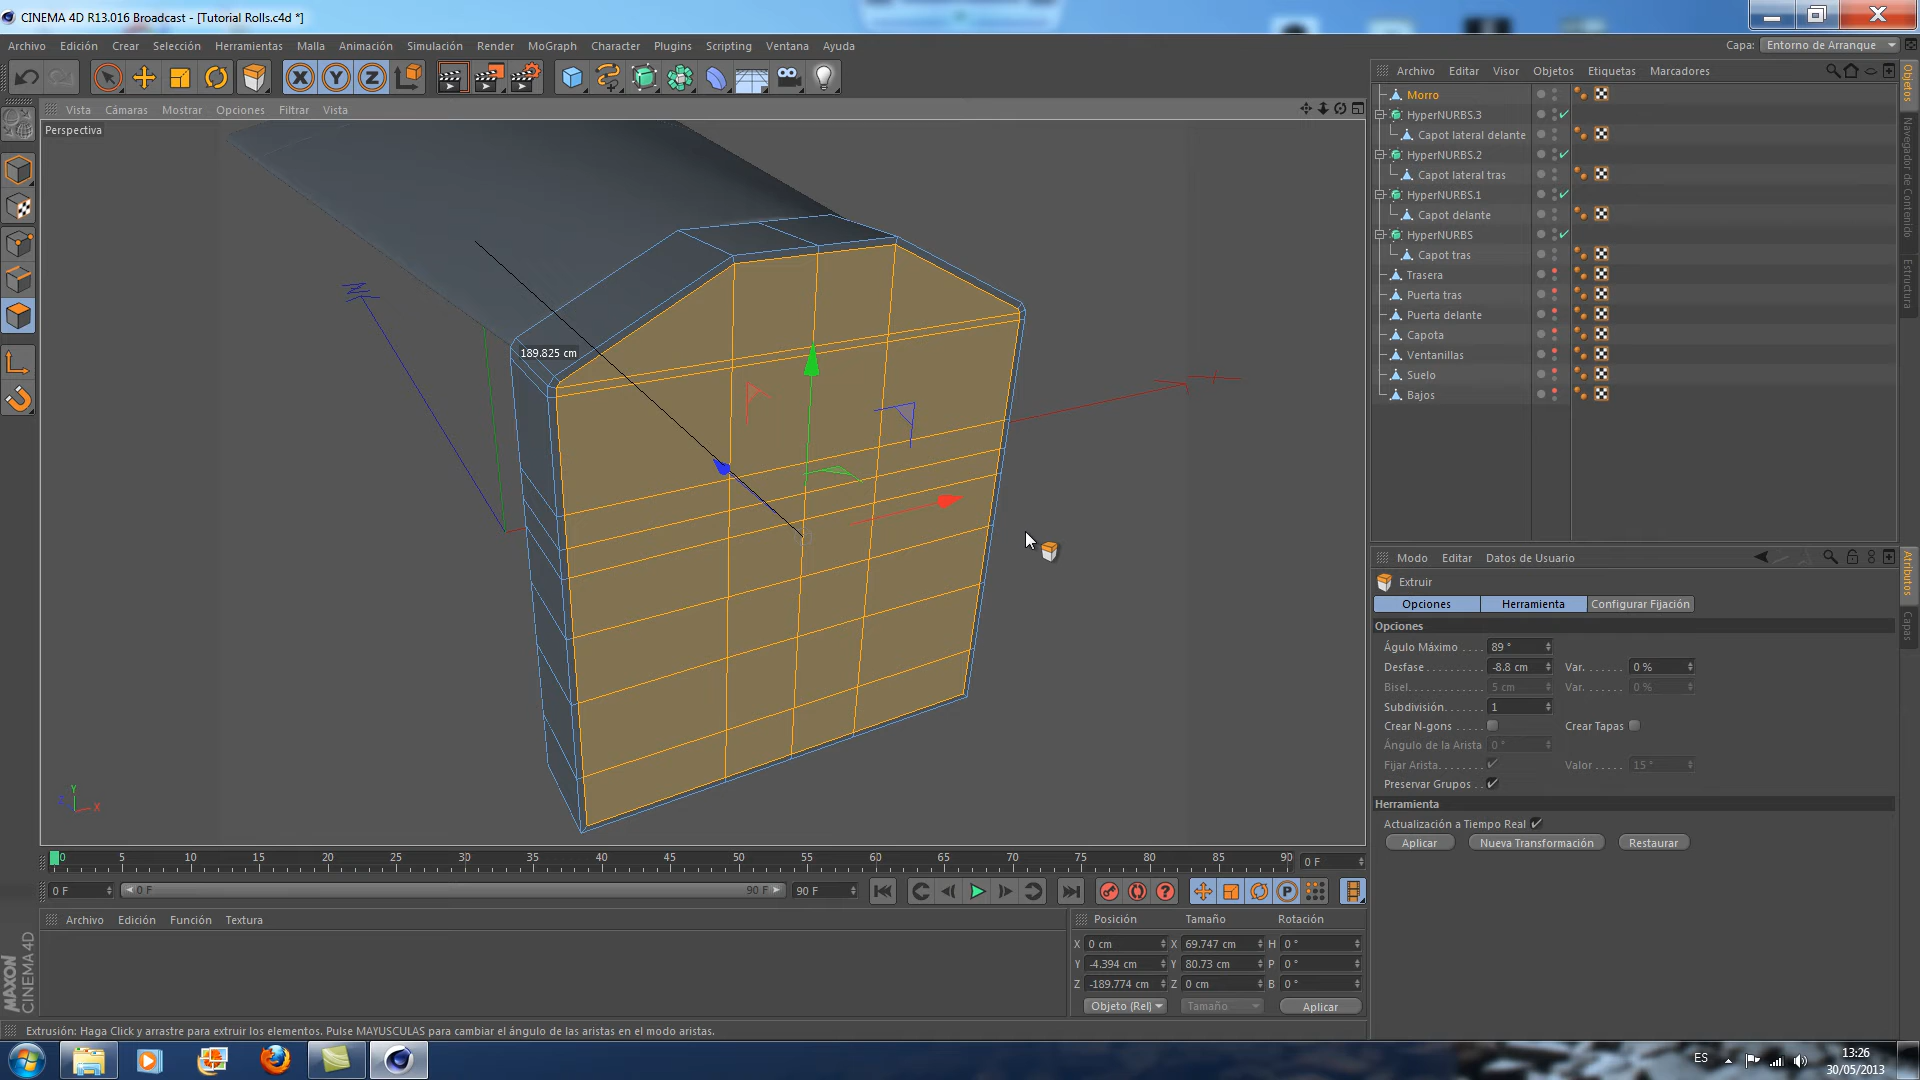 CINEMA 4D R13.016 Broadcast - [Tutorial Rolls.c4d *]
Archivo Edición Crear Selección Herramientas Malla Animación Simulación Render MoGraph Character Plugins Scripting Ventana Ayuda
Capa: Entorno de Arranque
Archivo Editar Visor Objetos Etiquetas Marcadores
Vista Cámaras Mostrar Opciones Filtrar Vista
Perspectiva
189.825 cm
Z
X
Y
Z X
Morro
HyperNURBS.3
Capot lateral delante
HyperNURBS.2
Capot lateral tras
HyperNURBS.1
Capot delante
HyperNURBS
Capot tras
Trasera
Puerta tras
Puerta delante
Capota
Ventanillas
Suelo
Bajos
Objetos
Navegador de Contenido
Estructura
Atributos
Capas
Modo Editar Datos de Usuario
Extruir
Opciones Herramienta Configurar Fijación
Opciones
Águlo Máximo . . . . 89 °
Desfase . . . . . . . . . -8.8 cm Var. . . . . . . 0 %
Bisel. . . . . . . . . . . . 5 cm Var. . . . . . . 0 %
Subdivisión. . . . . . . 1
Crear N-gons . . . . . Crear Tapas
Ángulo de la Arista 0 °
Fijar Arista. . . . . . . Valor . . . . . 15 °
Preservar Grupos . .
Herramienta
Actualización a Tiempo Real
Aplicar Nueva Transformación Restaurar
0 5 10 15 20 25 30 35 40 45 50 55 60 65 70 75 80 85 90 0 F
0 F 0 F 90 F 90 F
Archivo Edición Función Textura
Posición Tamaño Rotación
X 0 cm X 69.747 cm H 0 °
Y -4.394 cm Y 80.73 cm P 0 °
Z -189.774 cm Z 0 cm B 0 °
Objeto (Rel) Tamaño Aplicar
MAXON
CINEMA 4D
Extrusión: Haga Click y arrastre para extruir los elementos. Pulse MAYUSCULAS para cambiar el ángulo de las aristas en el modo aristas.
ES
13:26
30/05/2013